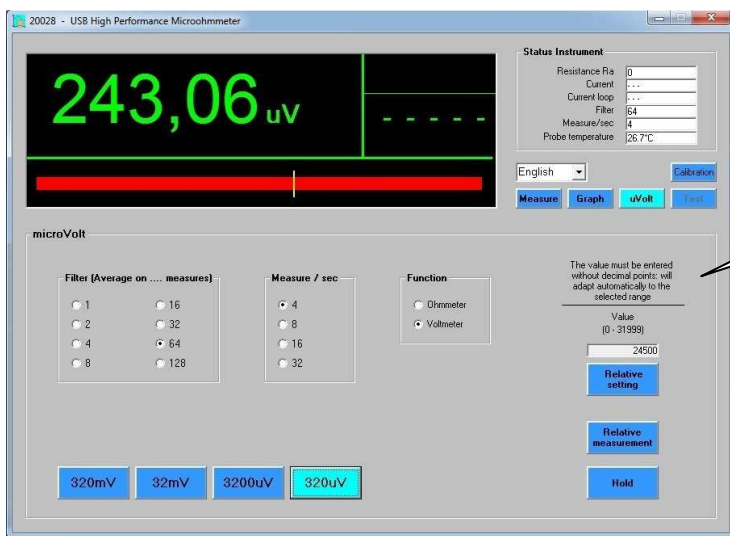 20028 - USB High Performance Microohmmeter
243,06 uV
- - - - -
Status Instrument
Resistance Ra 0
Current . . .
Current loop . . .
Filter 64
Measure/sec 4
Probe temperature 26.7°C
English
Calibration
Measure Graph uVolt Test
microVolt
Filter (Average on .... measures)
1 16
2 32
4 64
8 128
Measure / sec
4
8
16
32
Function
Ohmmeter
Voltmeter
The value must be entered
without decimal points: will
adapt automatically to the
selected range
Value
(0 - 31999)
24500
Relative
setting
Relative
measurement
Hold
320mV 32mV 3200uV 320uV